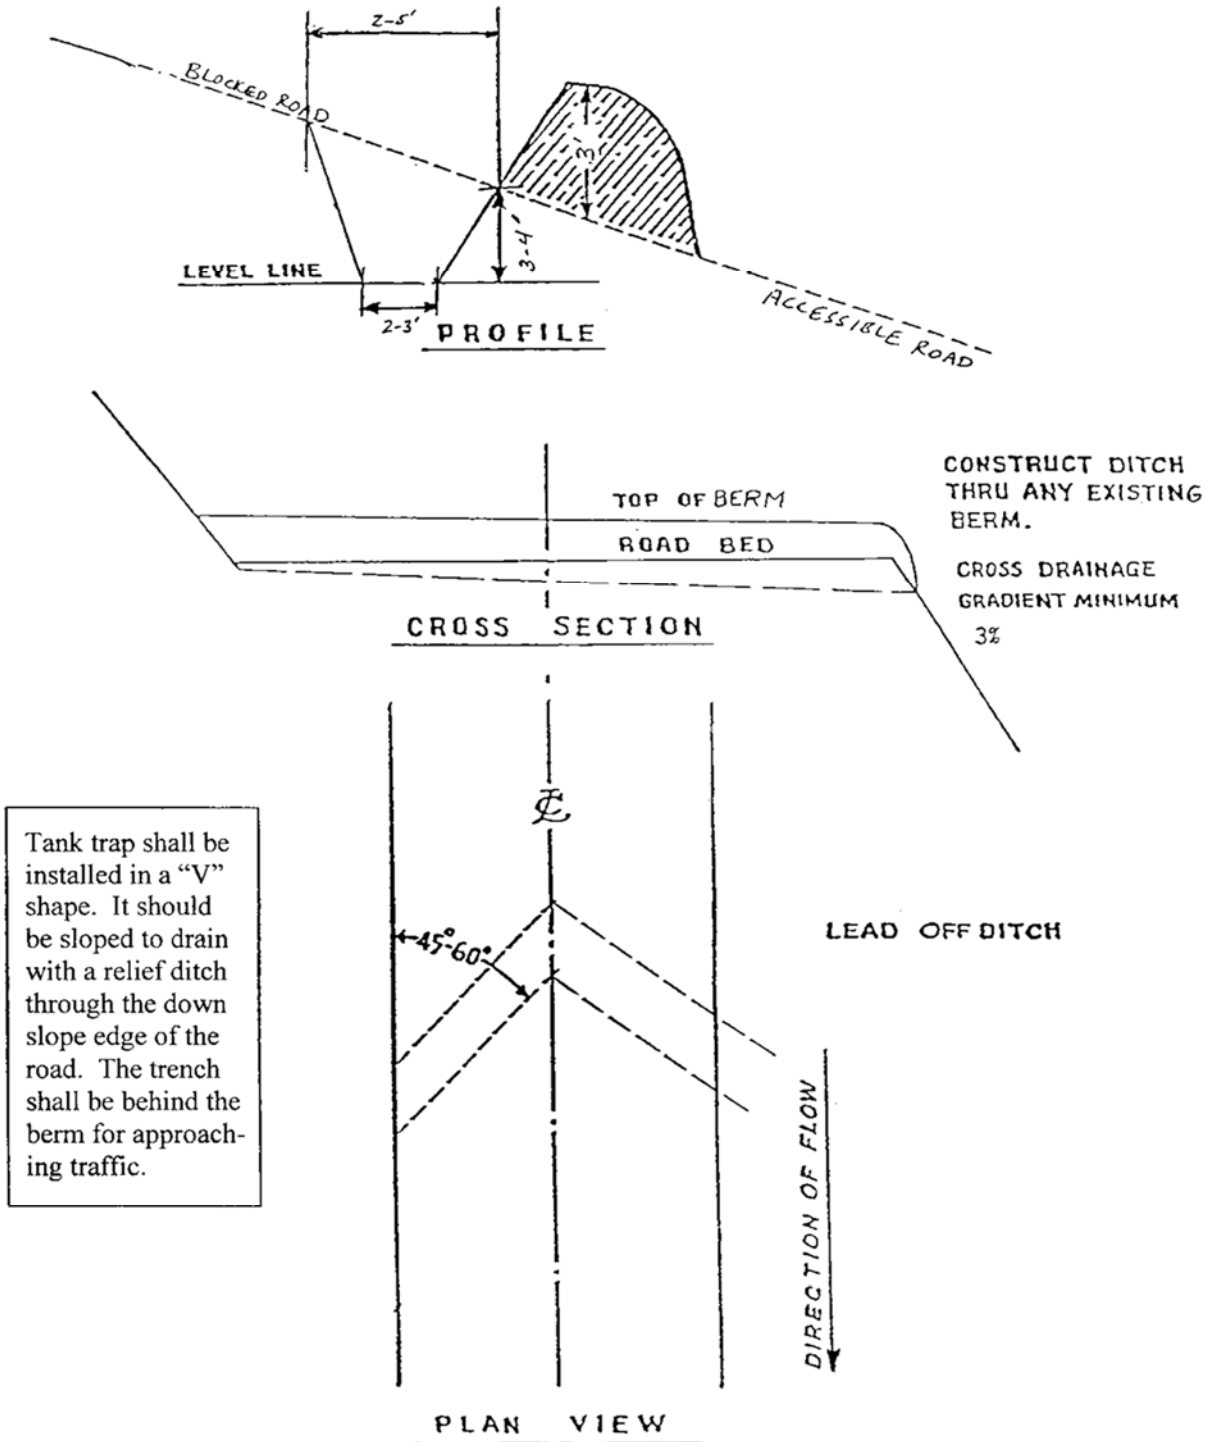 2-5'
BLOCKED ROAD
3'
3-4'
LEVEL LINE
2-3'
PROFILE
ACCESSIBLE ROAD
CONSTRUCT DITCH
THRU ANY EXISTING
BERM.
TOP OF BERM
ROAD BED
CROSS DRAINAGE
GRADIENT MINIMUM
3%
CROSS SECTION
CL
Tank trap shall be
installed in a “V”
shape. It should
be sloped to drain
with a relief ditch
through the down
slope edge of the
road. The trench
shall be behind the
berm for approach-
ing traffic.
45°-60°
LEAD OFF DITCH
DIRECTION OF FLOW
PLAN VIEW